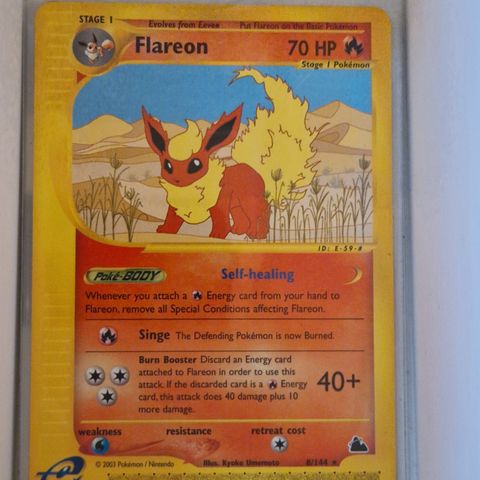 STAGE 1
Evolves from Eevee
Put Flareon on the Basic Pokémon
Flareon
70 HP
Stage 1 Pokémon
ID: E-59-#
Poké-BODY
Self-healing
Whenever you attach a Energy card from your hand to
Flareon, remove all Special Conditions affecting Flareon.
Singe The Defending Pokémon is now Burned.
Burn Booster Discard an Energy card
attached to Flareon in order to use this
attack. If the discarded card is a Energy
card, this attack does 40 damage plus 10
more damage.
40+
weakness resistance retreat cost
© 2003 Pokémon / Nintendo
Illus. Kyoko Umemoto
8/144 ★
e